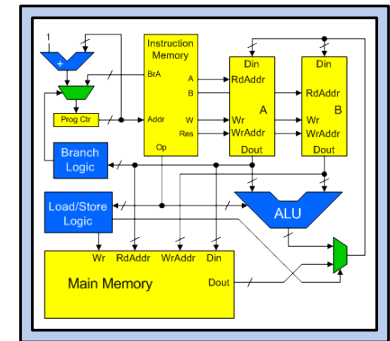 1
+
Instruction
Memory
BrA
A
B
Addr
W
Res
Op
Din
RdAddr
A
Wr
WrAddr
Dout
Din
RdAddr
B
Wr
WrAddr
Dout
Prog Ctr
Branch
Logic
Load/Store
Logic
ALU
Wr RdAddr WrAddr Din
Main Memory
Dout